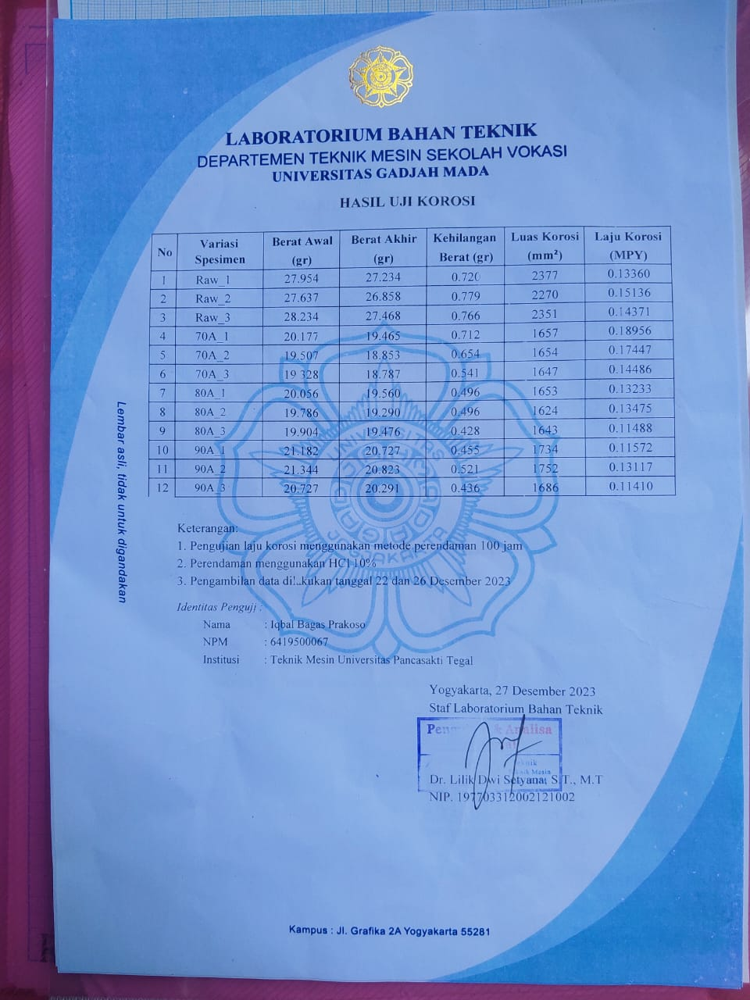 LABORATORIUM BAHAN TEKNIK
DEPARTEMEN TEKNIK MESIN SEKOLAH VOKASI
UNIVERSITAS GADJAH MADA
HASIL UJI KOROSI
No Variasi Spesimen Berat Awal (gr) Berat Akhir (gr) Kehilangan Berat (gr) Luas Korosi (mm²) Laju Korosi (MPY)
1 Raw_1 27.954 27.234 0.720 2377 0.13360
2 Raw_2 27.637 26.858 0.779 2270 0.15136
3 Raw_3 28.234 27.468 0.766 2351 0.14371
4 70A_1 20.177 19.465 0.712 1657 0.18956
5 70A_2 19.507 18.853 0.654 1654 0.17447
6 70A_3 19 328 18.787 0.541 1647 0.14486
7 80A_1 20.056 19.560 0.496 1653 0.13233
8 80A_2 19.786 19.290 0.496 1624 0.13475
9 80A_3 19.904 19.476 0.428 1643 0.11488
10 90A_1 21.182 20.727 0.455 1734 0.11572
11 90A_2 21.344 20.823 0.521 1752 0.13117
12 90A_3 20.727 20.291 0.436 1686 0.11410
Lembar asli, tidak untuk digandakan
Keterangan:
1. Pengujian laju korosi menggunakan metode perendaman 100 jam
2. Perendaman menggunakan HCl 10%
3. Pengambilan data dilakukan tanggal 22 dan 26 Desember 2023
Identitas Penguji :
Nama : Iqbal Bagas Prakoso
NPM : 6419500067
Institusi : Teknik Mesin Universitas Pancasakti Tegal
Yogyakarta, 27 Desember 2023
Staf Laboratorium Bahan Teknik
& Analisa
Dr. Lilik Dwi Setyana, S.T., M.T
NIP. 197703312002121002
Kampus : Jl. Grafika 2A Yogyakarta 55281